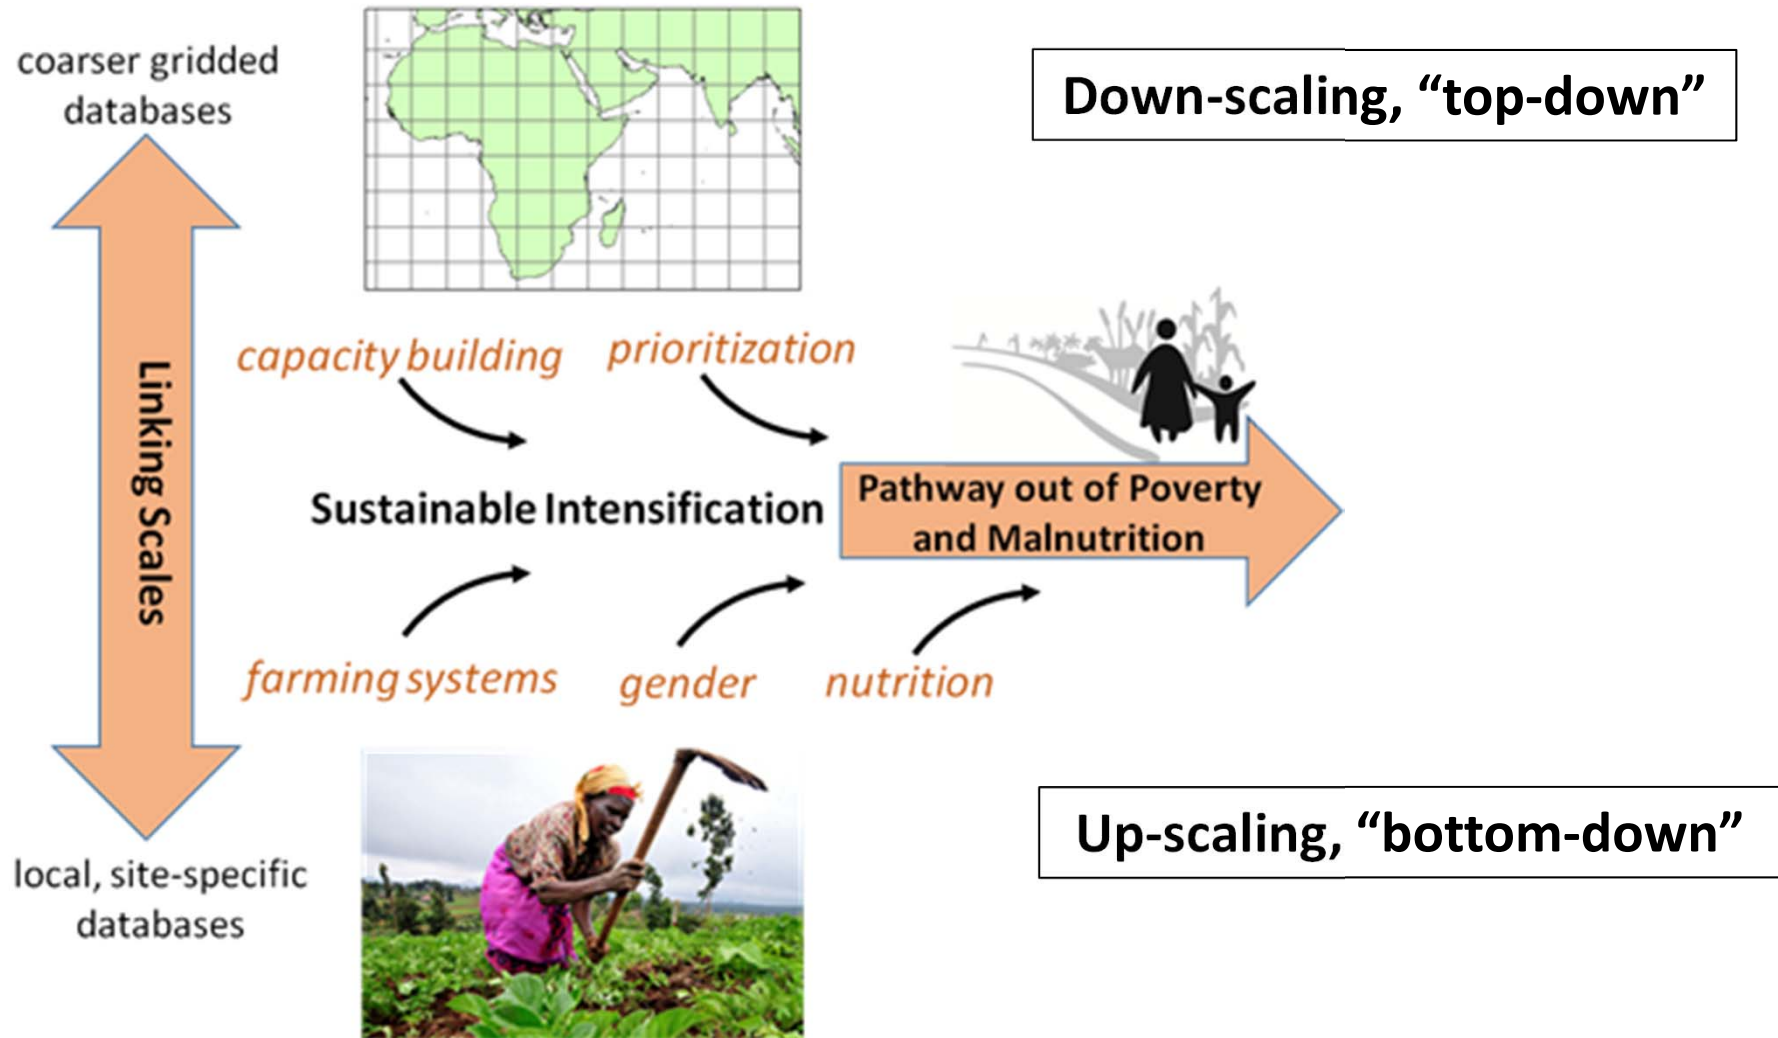 coarser gridded
databases
Down-scaling, “top-down”
capacity building
prioritization
Linking Scales
Sustainable Intensification
Pathway out of Poverty
and Malnutrition
farming systems
gender
nutrition
Up-scaling, “bottom-down”
local, site-specific
databases